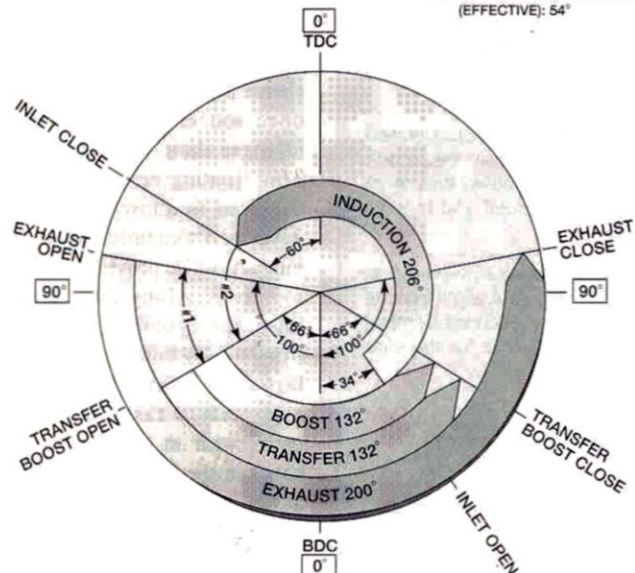 (EFFECTIVE): 54°
0°
TDC
INLET CLOSE
EXHAUST
OPEN
EXHAUST
CLOSE
INDUCTION 206°
60°
90°
90°
#1
#2
66°
66°
100
100°
34°
BOOST 132°
TRANSFER 132°
EXHAUST 200°
TRANSFER
BOOST OPEN
TRANSFER
BOOST CLOSE
INLET OPEN
BDC
0°